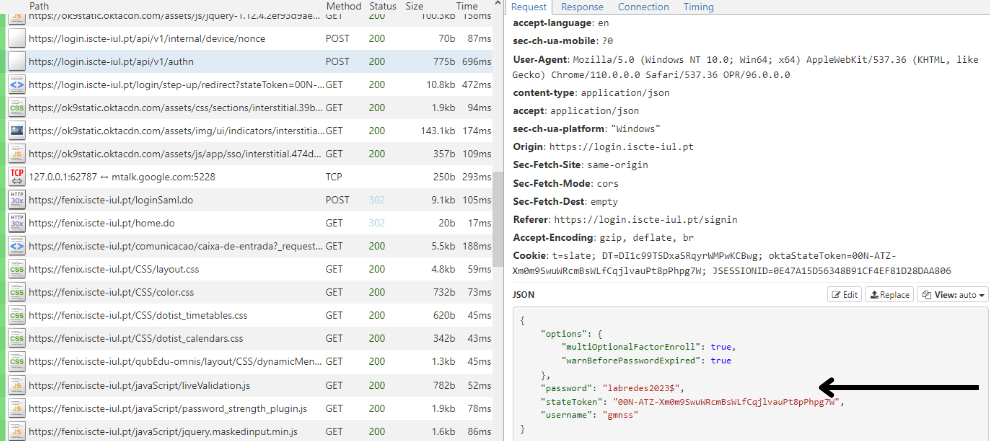 Path Method Status Size Time
https://ok9static.oktacdn.com/assets/js/jquery-1.12.4.2ef93d9ae... GET 200 100.3kb 158ms
https://login.iscte-iul.pt/api/v1/internal/device/nonce POST 200 70b 87ms
https://login.iscte-iul.pt/api/v1/authn POST 200 775b 696ms
https://login.iscte-iul.pt/login/step-up/redirect?stateToken=00N-... GET 200 10.8kb 472ms
https://ok9static.oktacdn.com/assets/css/sections/interstitial.39b... GET 200 1.9kb 94ms
https://ok9static.oktacdn.com/assets/img/ui/indicators/interstitia... GET 200 143.1kb 174ms
https://ok9static.oktacdn.com/assets/js/app/sso/interstitial.474d... GET 200 357b 109ms
TCP 127.0.0.1:62787 ↔ mtalk.google.com:5228 TCP 250b 293ms
https://fenix.iscte-iul.pt/loginSaml.do POST 302 9.1kb 105ms
https://fenix.iscte-iul.pt/home.do GET 302 20b 17ms
https://fenix.iscte-iul.pt/comunicacao/caixa-de-entrada?_request... GET 200 5.5kb 188ms
https://fenix.iscte-iul.pt/CSS/layout.css GET 200 4.8kb 59ms
https://fenix.iscte-iul.pt/CSS/color.css GET 200 732b 73ms
https://fenix.iscte-iul.pt/CSS/dotist_timetables.css GET 200 620b 45ms
https://fenix.iscte-iul.pt/CSS/dotist_calendars.css GET 200 342b 43ms
https://fenix.iscte-iul.pt/qubEdu-omnis/layout/CSS/dynamicMen... GET 200 1.3kb 45ms
https://fenix.iscte-iul.pt/javaScript/liveValidation.js GET 200 782b 52ms
https://fenix.iscte-iul.pt/javaScript/password_strength_plugin.js GET 200 1.9kb 78ms
https://fenix.iscte-iul.pt/javaScript/jquery.maskedinput.min.js GET 200 1.6kb 86ms
Request Response Connection Timing
accept-language: en
sec-ch-ua-mobile: ?0
User-Agent: Mozilla/5.0 (Windows NT 10.0; Win64; x64) AppleWebKit/537.36 (KHTML, like
Gecko) Chrome/110.0.0.0 Safari/537.36 OPR/96.0.0.0
content-type: application/json
accept: application/json
sec-ch-ua-platform: "Windows"
Origin: https://login.iscte-iul.pt
Sec-Fetch-Site: same-origin
Sec-Fetch-Mode: cors
Sec-Fetch-Dest: empty
Referer: https://login.iscte-iul.pt/signin
Accept-Encoding: gzip, deflate, br
Cookie: t=slate; DT=DI1c99T5DxaSRqyrWMPwKCBwg; oktaStateToken=00N-ATZ-
Xm0m9SwuWRcmBsWLfCqjlvauPt8pPhpg7W; JSESSIONID=0E47A15D56348B91CF4EF81D28DAA806
JSON Edit Replace View: auto
{
"options": {
"multiOptionalFactorEnroll": true,
"warnBeforePasswordExpired": true
},
"password": "labredes2023$",
"stateToken": "00N-ATZ-Xm0m9SwuWRcmBsWLfCqjlvauPt8pPhpg7W",
"username": "gmnss"
}